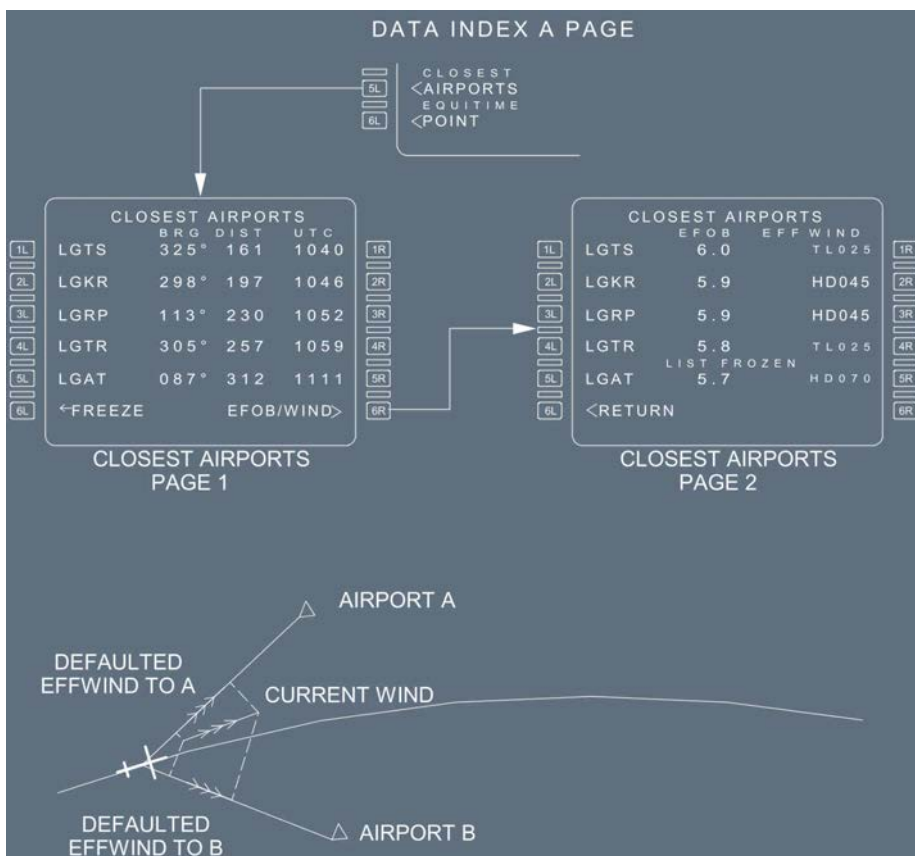 DATA INDEX A PAGE
CLOSEST
5L <AIRPORTS
EQUITIME
6L <POINT
CLOSEST AIRPORTS
BRG DIST UTC
1L LGTS 325° 161 1040 1R
2L LGKR 298° 197 1046 2R
3L LGRP 113° 230 1052 3R
4L LGTR 305° 257 1059 4R
5L LGAT 087° 312 1111 5R
6L ←FREEZE EFOB/WIND> 6R
CLOSEST AIRPORTS
PAGE 1
CLOSEST AIRPORTS
EFOB EFF WIND
1L LGTS 6.0 TL025 1R
2L LGKR 5.9 HD045 2R
3L LGRP 5.9 HD045 3R
4L LGTR 5.8 TL025 4R
LIST FROZEN
5L LGAT 5.7 HD070 5R
6L <RETURN 6R
CLOSEST AIRPORTS
PAGE 2
AIRPORT A
DEFAULTED
EFFWIND TO A
CURRENT WIND
DEFAULTED
EFFWIND TO B
AIRPORT B